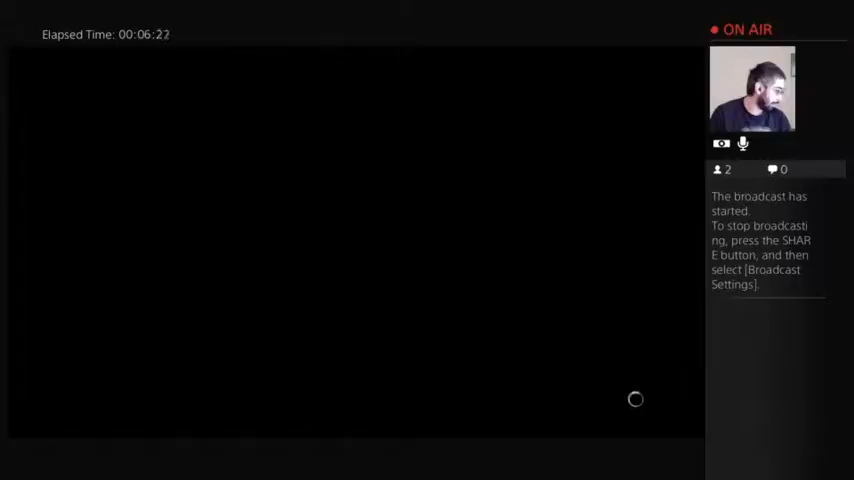 Elapsed Time: 00:06:22
ON AIR
2
0
The broadcast has
started.
To stop broadcasti
ng, press the SHAR
E button, and then
select [Broadcast
Settings].